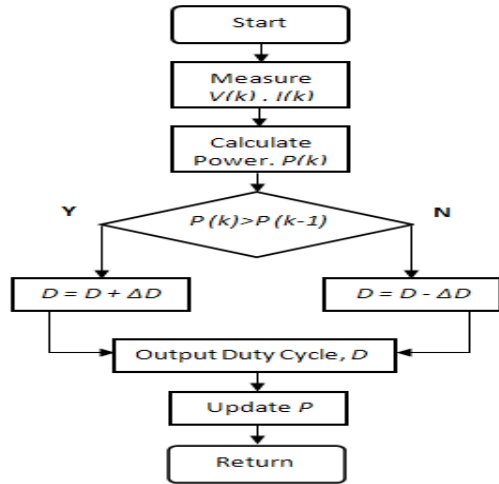 Start
Measure
V(k) , I(k)
Calculate
Power, P(k)
Y
P(k)>P(k-1)
N
D = D + ΔD
D = D - ΔD
Output Duty Cycle, D
Update P
Return